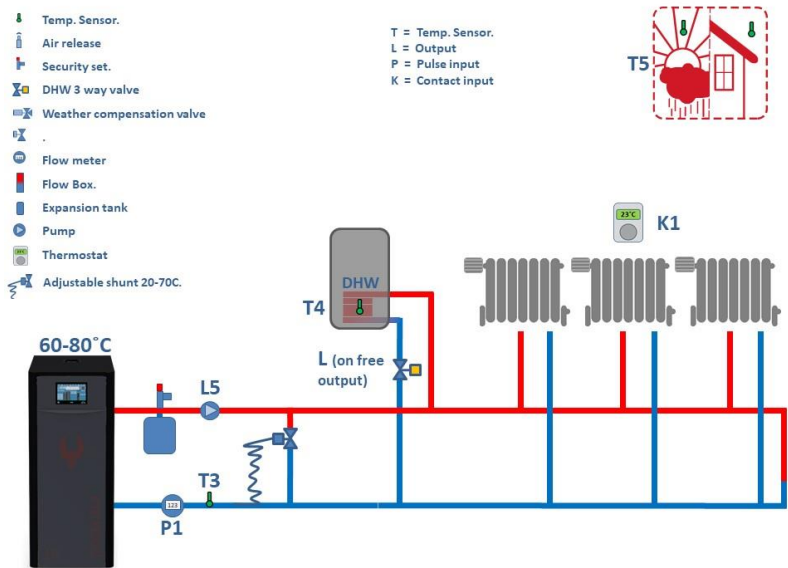 Temp. Sensor.
Air release
Security set.
DHW 3 way valve
Weather compensation valve
.
Flow meter
Flow Box.
Expansion tank
Pump
Thermostat
Adjustable shunt 20-70C.
T = Temp. Sensor.
L = Output
P = Pulse input
K = Contact input
T5
23°C
K1
DHW
T4
L (on free
output)
60-80˚C
L5
T3
123
P1